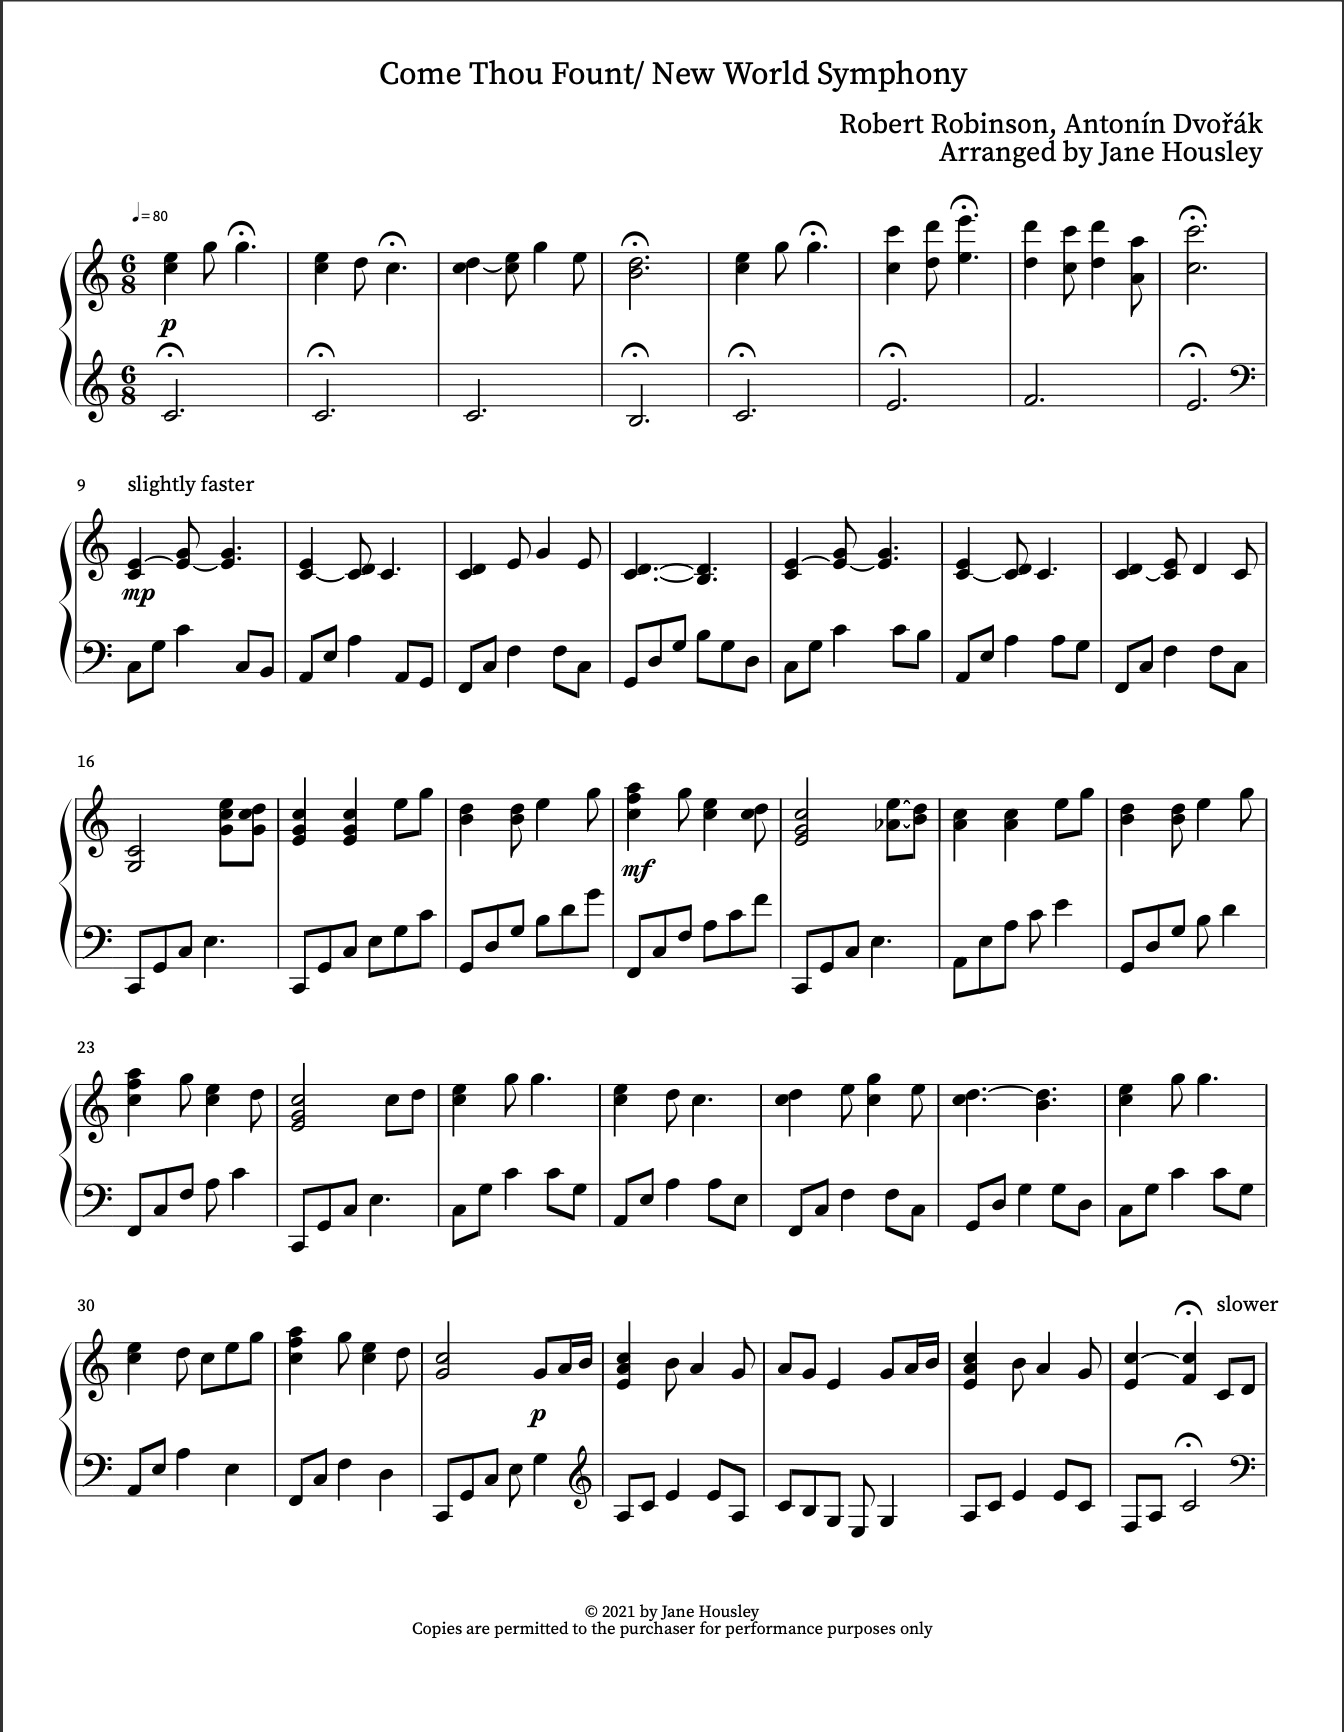 Come Thou Fount/ New World Symphony
Robert Robinson, Antonín Dvořák
Arranged by Jane Housley
♩= 80
6 8
p
6 8
9 slightly faster
mp
16
mf
23
30 slower
p
© 2021 by Jane Housley
Copies are permitted to the purchaser for performance purposes only